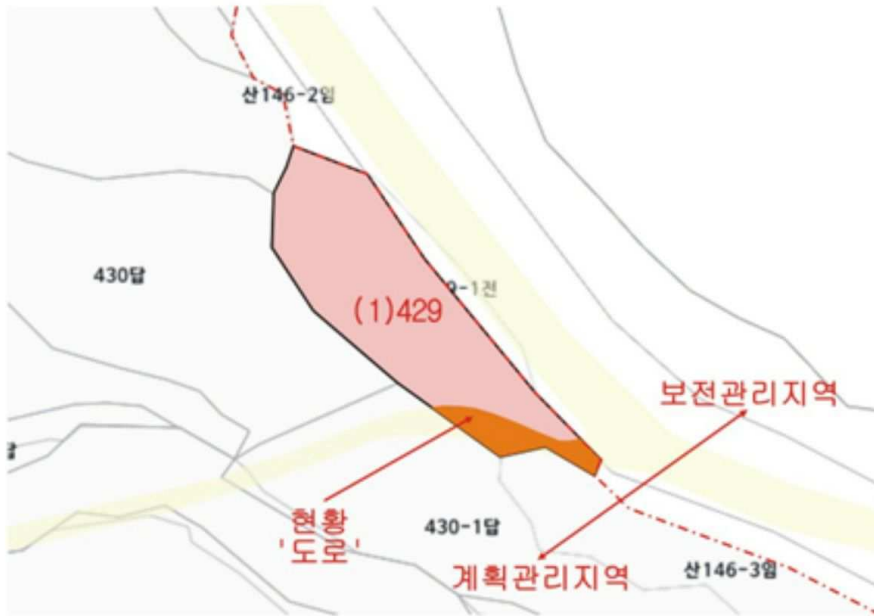 산146-2임
430답
9-1전
(1)429
보전관리지역
현황
'도로'
430-1답
계획관리지역
산146-3임
답